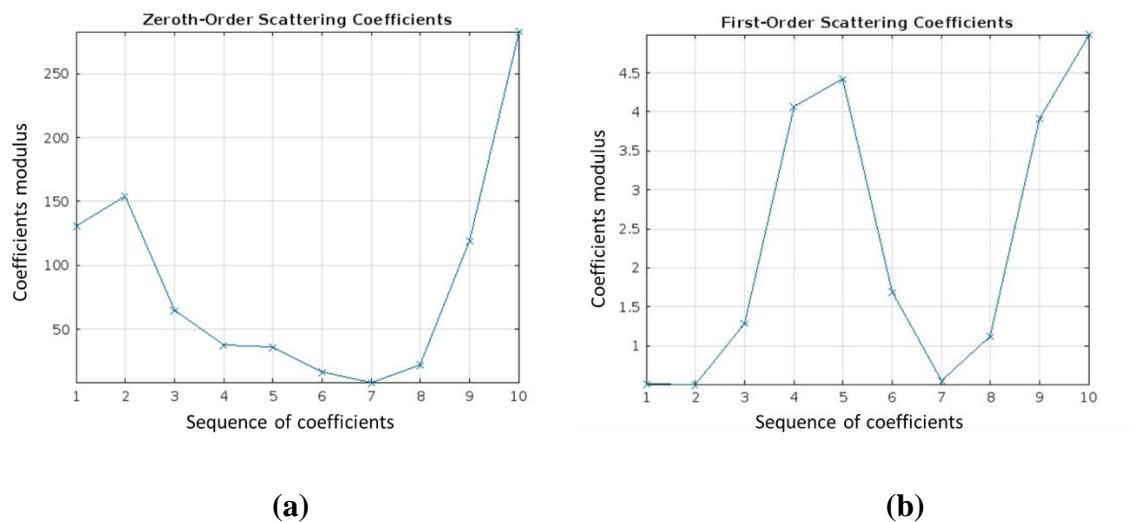 Zeroth-Order Scattering Coefficients
Coefficients modulus
250
200
150
100
50
1 2 3 4 5 6 7 8 9 10
Sequence of coefficients
(a)
First-Order Scattering Coefficients
Coefficients modulus
4.5
4
3.5
3
2.5
2
1.5
1
1 2 3 4 5 6 7 8 9 10
Sequence of coefficients
(b)